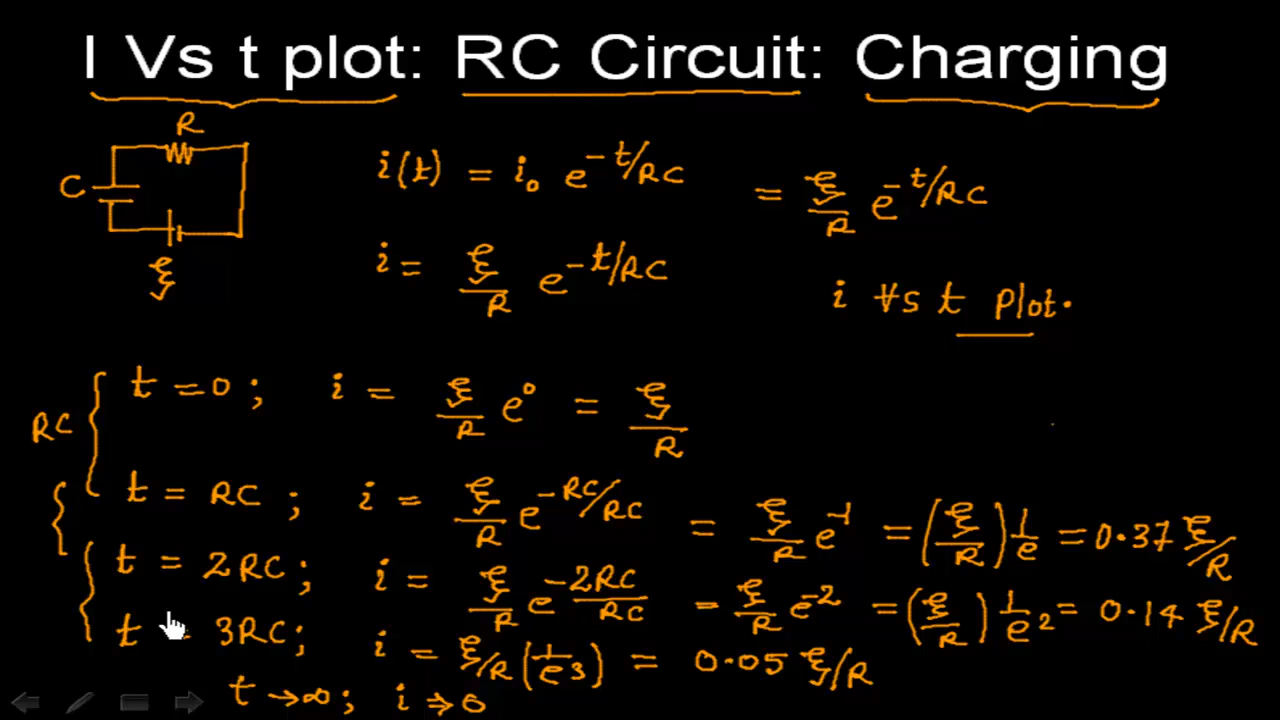 I Vs t plot: RC Circuit: Charging
R
C
ξ
i(t) = i₀ e^{-t/RC} = ξ/R e^{-t/RC}
i = ξ/R e^{-t/RC}
i Vs t Plot.
RC
t = 0 ; i = ξ/R e⁰ = ξ/R
t = RC ; i = ξ/R e^{-RC/RC} = ξ/R e^{-1} = (ξ/R) 1/e = 0.37 ξ/R
t = 2RC ; i = ξ/R e^{-2RC/RC} = ξ/R e^{-2} = (ξ/R) 1/e² = 0.14 ξ/R
t = 3RC ; i = ξ/R (1/e³) = 0.05 ξ/R
t → ∞ ; i → 0